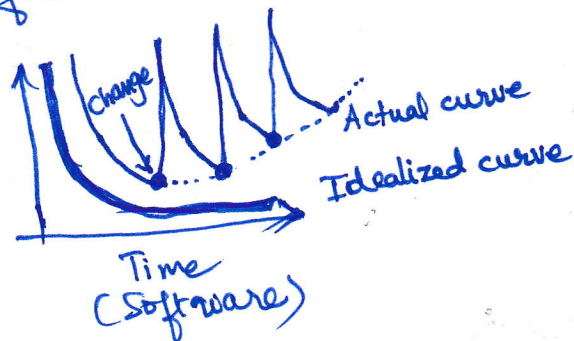 change
Actual curve
Idealized curve
Time
(Software)